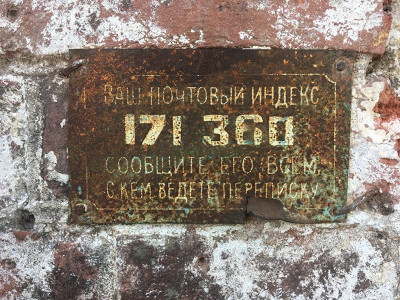 ВАШ ПОЧТОВЫЙ ИНДЕКС
171 360
СООБЩИТЕ ЕГО ВСЕМ,
С КЕМ ВЕДЕТЕ ПЕРЕПИСКУ